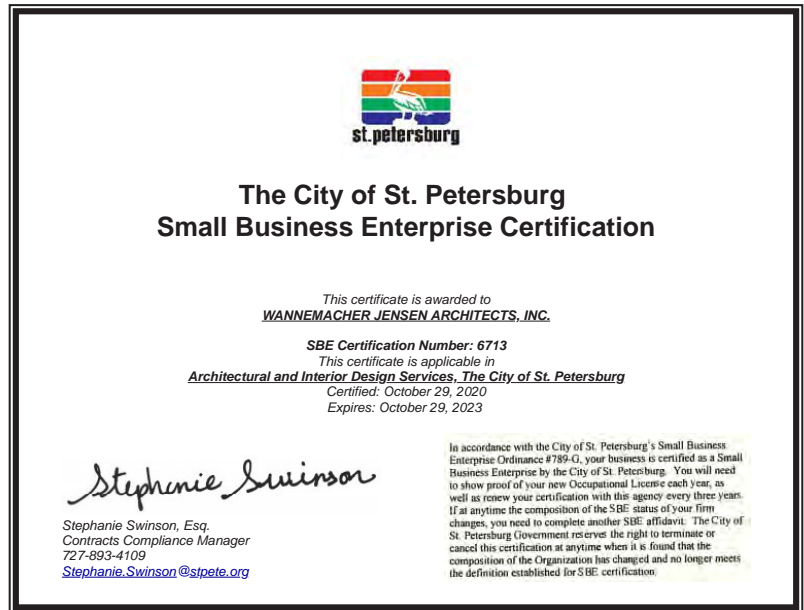 st.petersburg
The City of St. Petersburg
Small Business Enterprise Certification
This certificate is awarded to
WANNEMACHER JENSEN ARCHITECTS, INC.
SBE Certification Number: 6713
This certificate is applicable in
Architectural and Interior Design Services, The City of St. Petersburg
Certified: October 29, 2020
Expires: October 29, 2023
Stephanie Swinson
Stephanie Swinson, Esq.
Contracts Compliance Manager
727-893-4109
Stephanie.Swinson@stpete.org
In accordance with the City of St. Petersburg's Small Business
Enterprise Ordinance #789-G, your business is certified as a Small
Business Enterprise by the City of St. Petersburg. You will need
to show proof of your new Occupational License each year, as
well as renew your certification with this agency every three years.
If at anytime the composition of the SBE status of your firm
changes, you need to complete another SBE affidavit. The City of
St. Petersburg Government reserves the right to terminate or
cancel this certification at anytime when it is found that the
composition of the Organization has changed and no longer meets
the definition established for SBE certification.